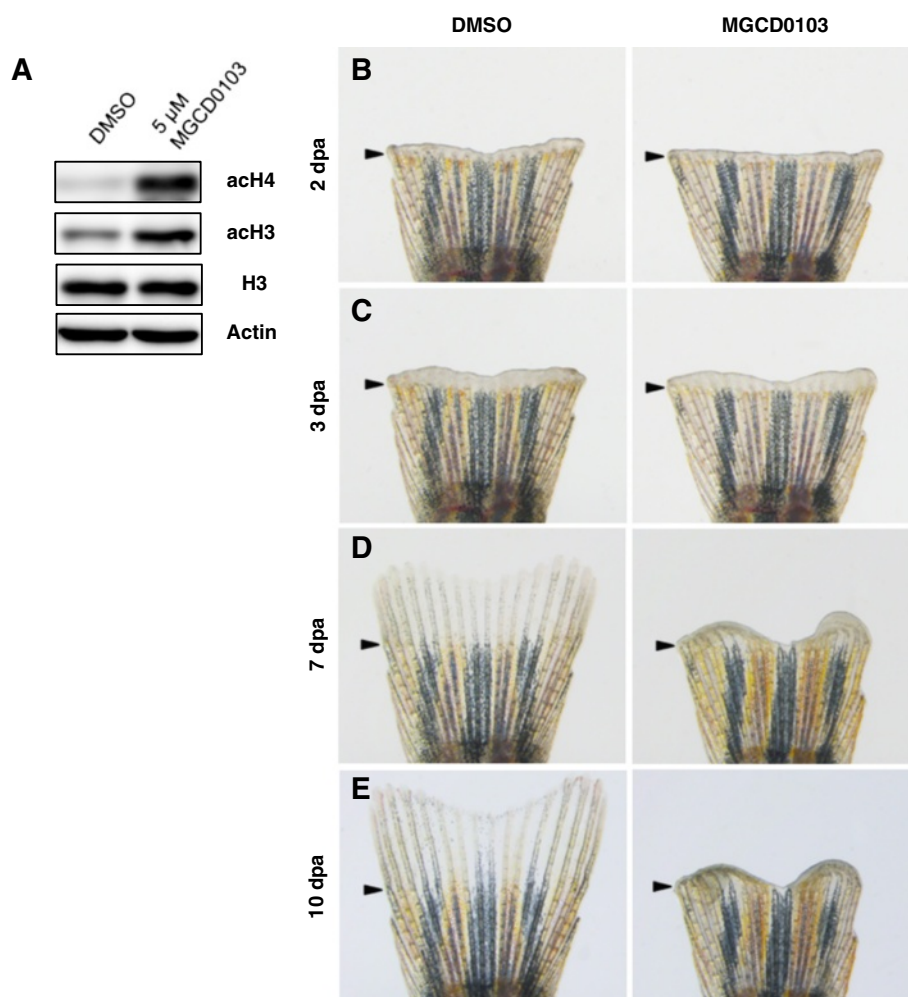 DMSO
MGCD0103
A
DMSO
5 µM
MGCD0103
acH4
acH3
H3
Actin
B
2 dpa
C
3 dpa
D
7 dpa
E
10 dpa